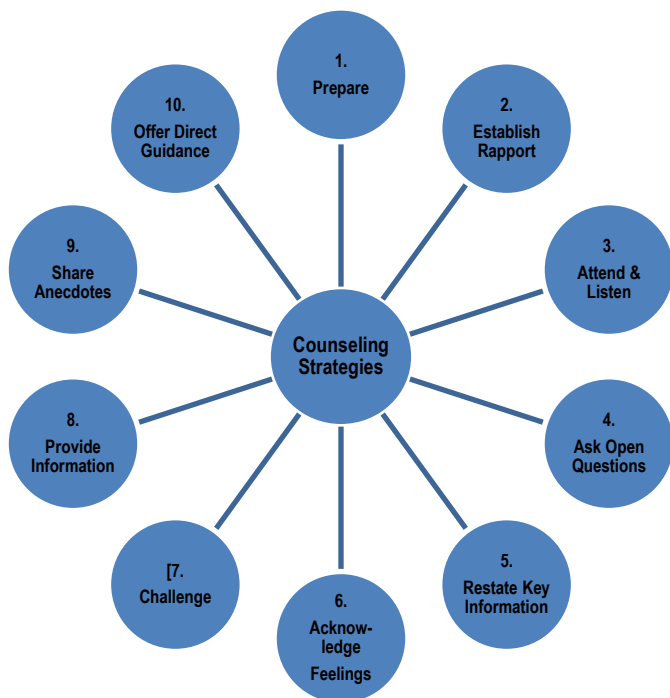 1.
Prepare
2.
Establish
Rapport
3.
Attend &
Listen
4.
Ask Open
Questions
5.
Restate Key
Information
6.
Acknow-
ledge
Feelings
[7.
Challenge
8.
Provide
Information
9.
Share
Anecdotes
10.
Offer Direct
Guidance
Counseling
Strategies